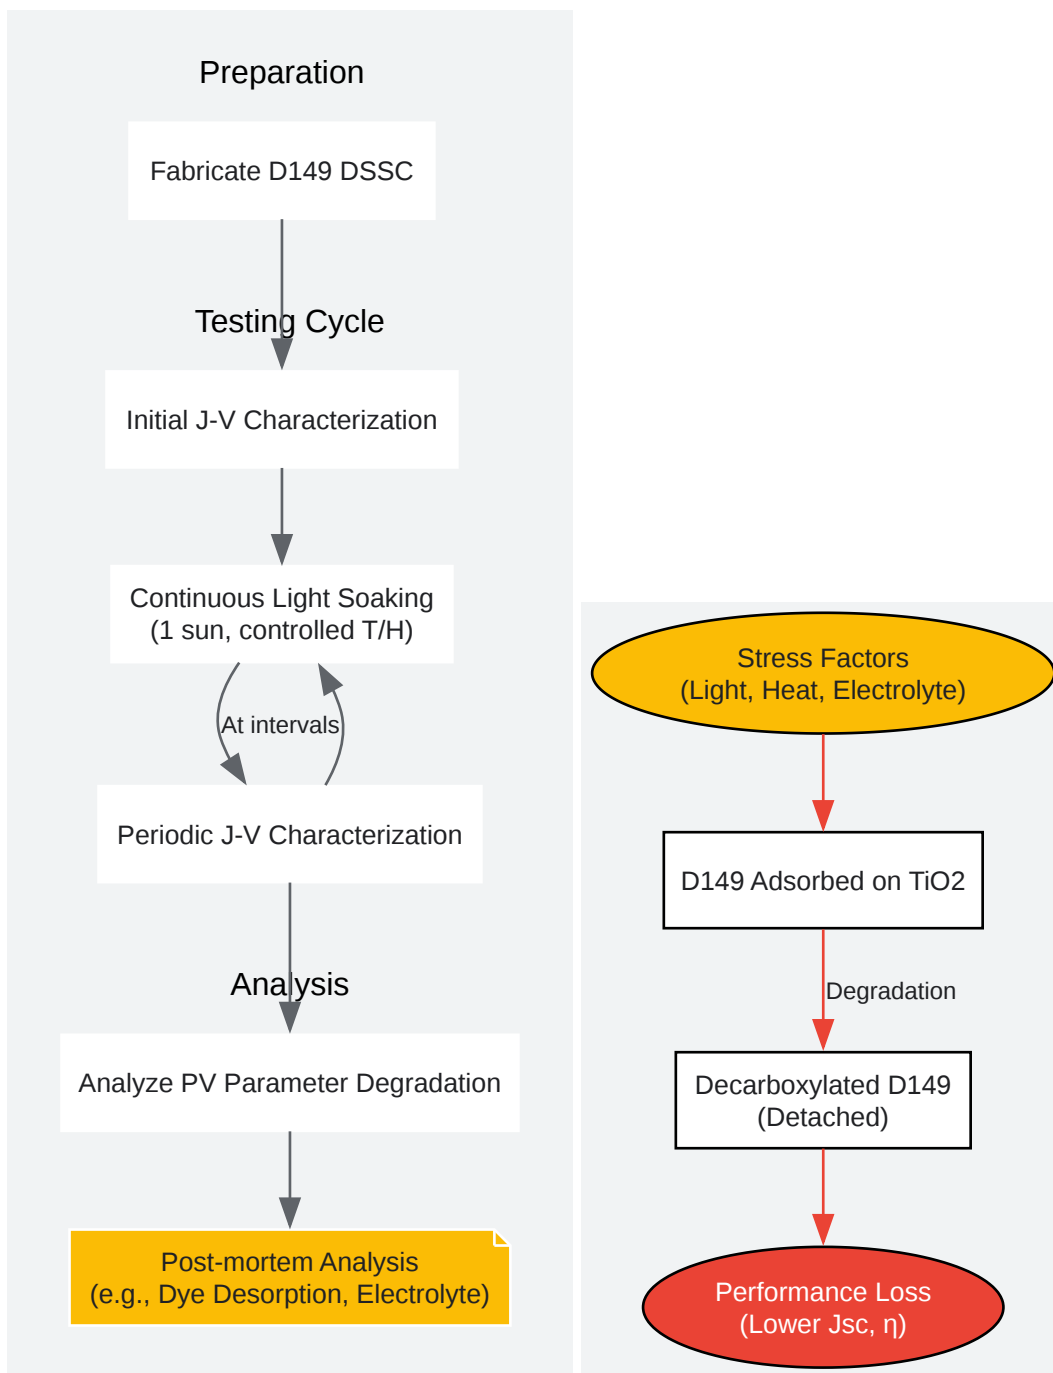 Preparation
Fabricate D149 DSSC
Testing Cycle
Initial J-V Characterization
Continuous Light Soaking
(1 sun, controlled T/H)
At intervals
Periodic J-V Characterization
Analysis
Analyze PV Parameter Degradation
Post-mortem Analysis
(e.g., Dye Desorption, Electrolyte)
Stress Factors
(Light, Heat, Electrolyte)
D149 Adsorbed on TiO2
Degradation
Decarboxylated D149
(Detached)
Performance Loss
(Lower Jsc, η)